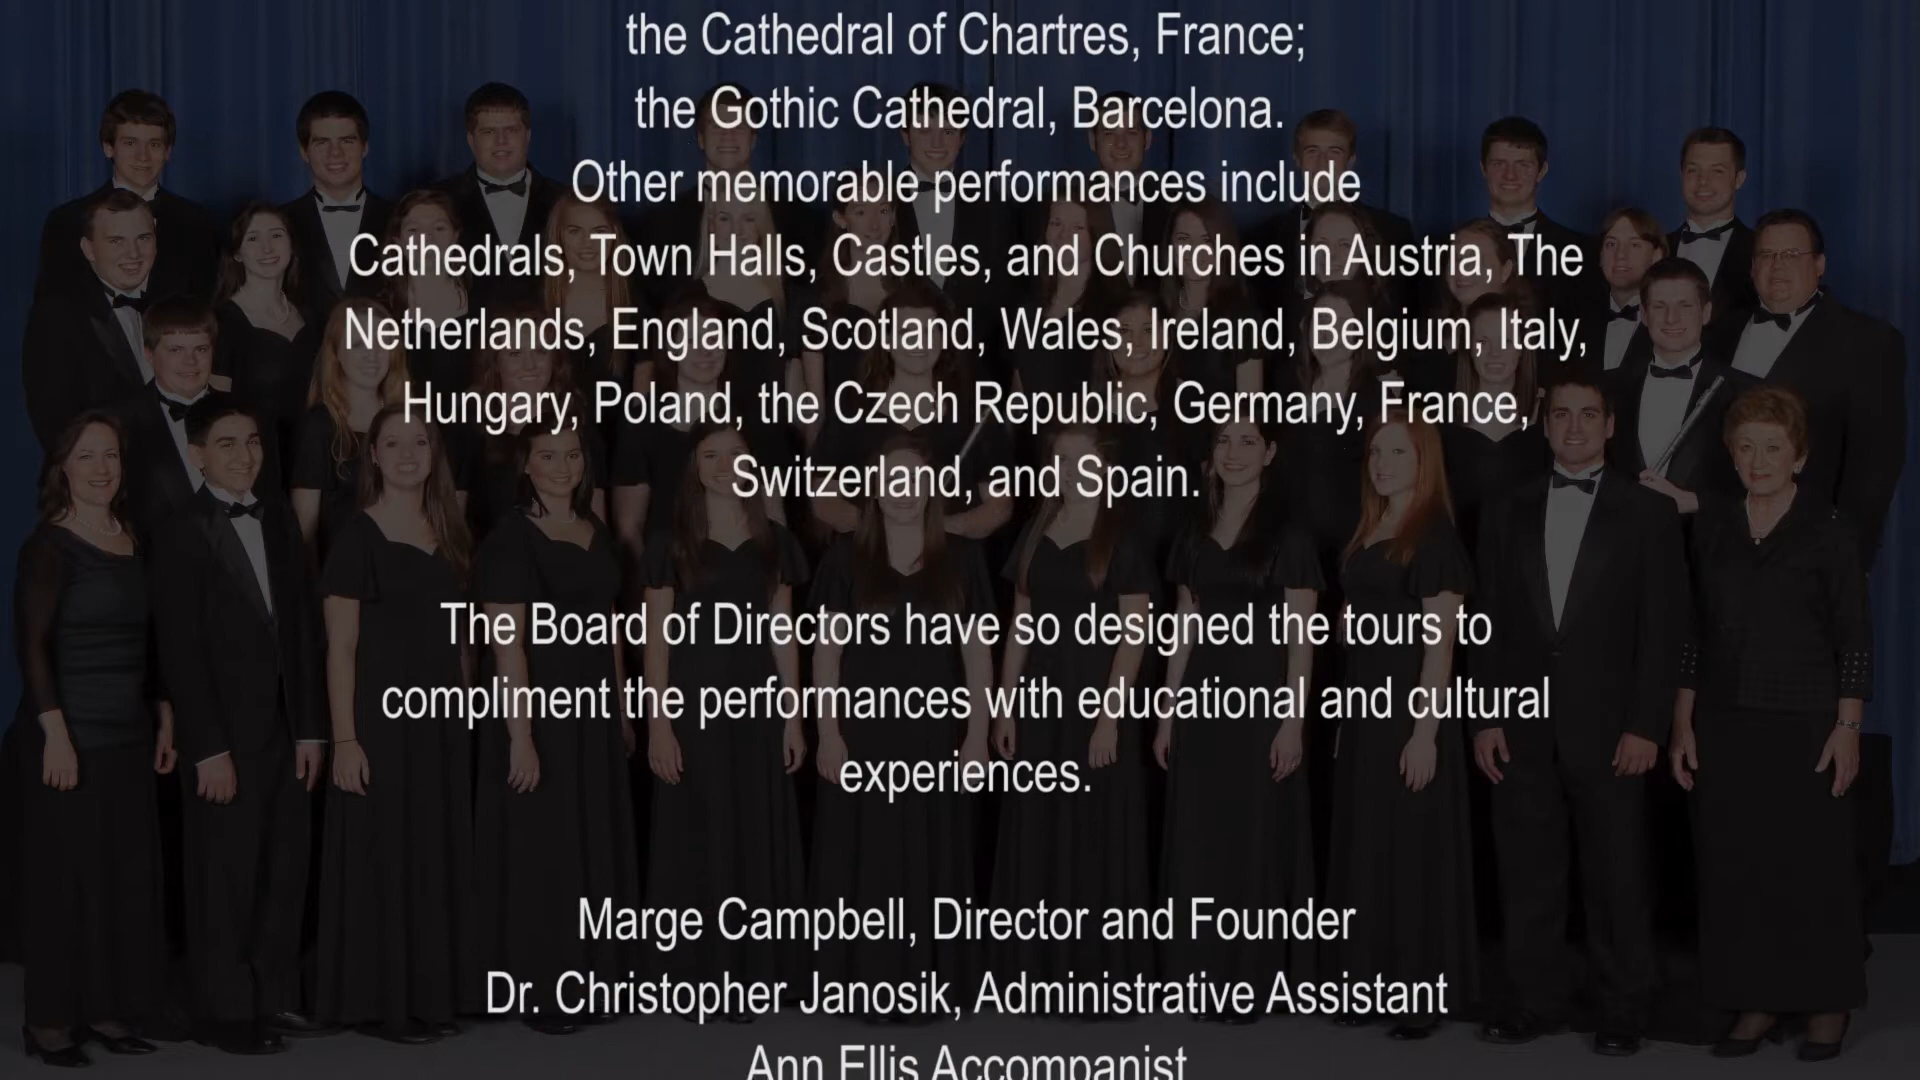 the Cathedral of Chartres, France;
the Gothic Cathedral, Barcelona.
Other memorable performances include
Cathedrals, Town Halls, Castles, and Churches in Austria, The
Netherlands, England, Scotland, Wales, Ireland, Belgium, Italy,
Hungary, Poland, the Czech Republic, Germany, France,
Switzerland, and Spain.
The Board of Directors have so designed the tours to
compliment the performances with educational and cultural
experiences.
Marge Campbell, Director and Founder
Dr. Christopher Janosik, Administrative Assistant
Ann Ellis Accompanist